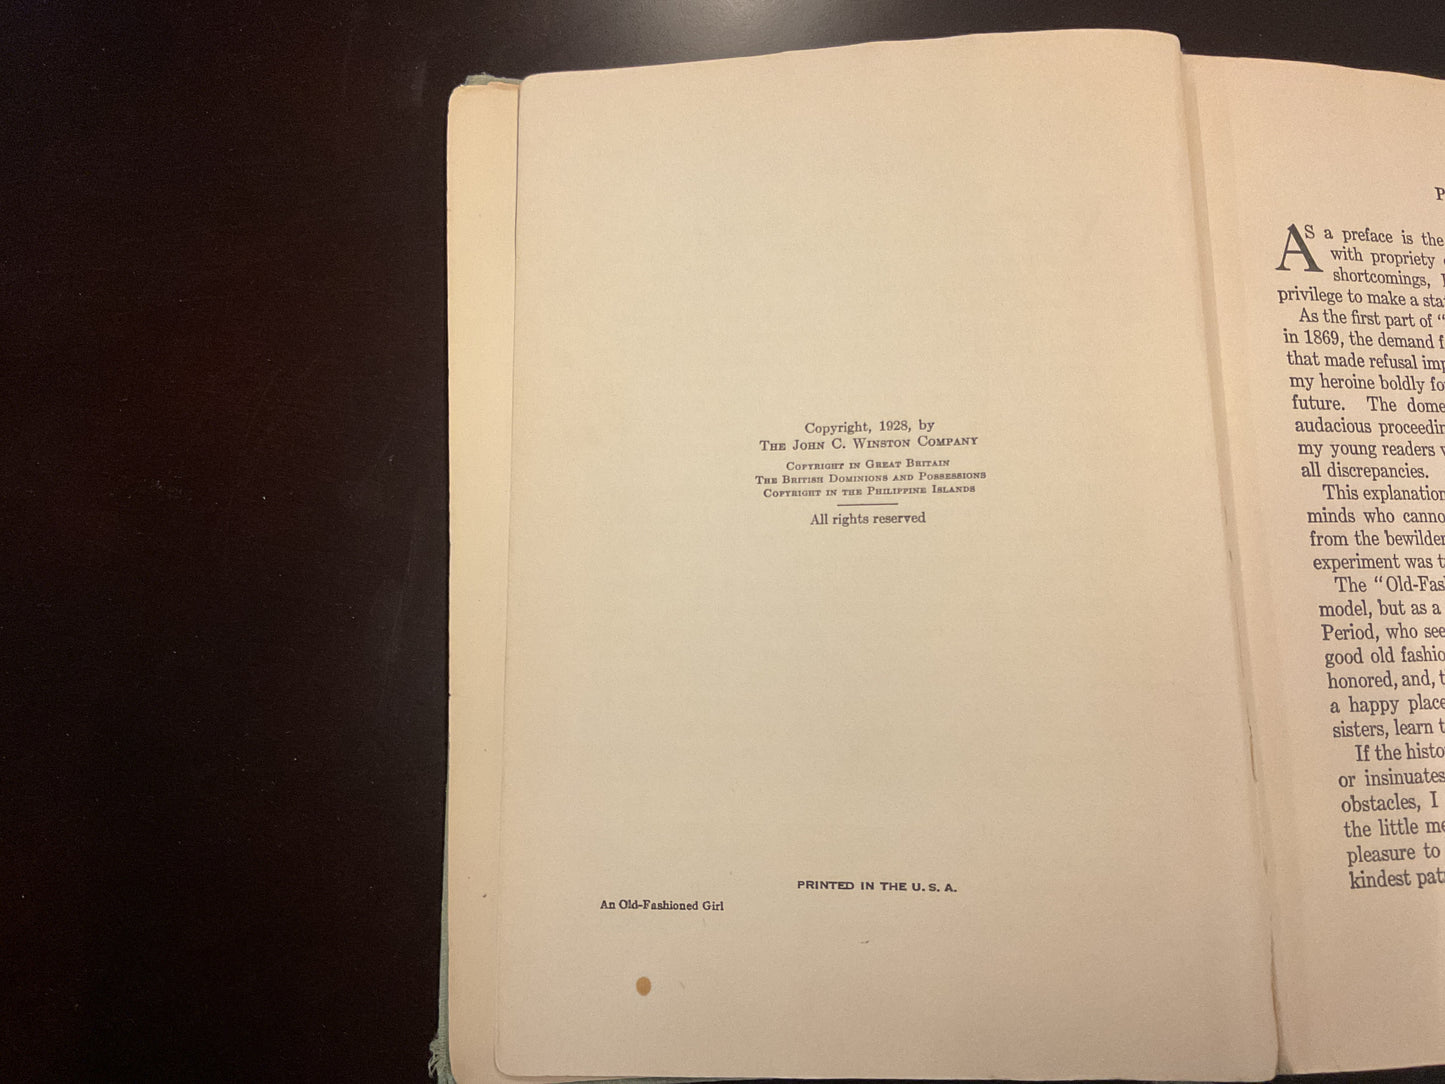 Copyright, 1928, by
THE JOHN C. WINSTON COMPANY
COPYRIGHT IN GREAT BRITAIN
THE BRITISH DOMINIONS AND POSSESSIONS
COPYRIGHT IN THE PHILIPPINE ISLANDS
All rights reserved
PRINTED IN THE U. S. A.
An Old-Fashioned Girl
P
AS a preface is the
with propriety
shortcomings, I
privilege to make a sta
As the first part of "
in 1869, the demand f
that made refusal imp
my heroine boldly fo
future. The dome
audacious proceedin
my young readers w
all discrepancies.
This explanation
minds who canno
from the bewilder
experiment was t
The "Old-Fas
model, but as a
Period, who see
good old fashio
honored, and, t
a happy place
sisters, learn t
If the histo
or insinuates
obstacles, I
the little me
pleasure to
kindest pat